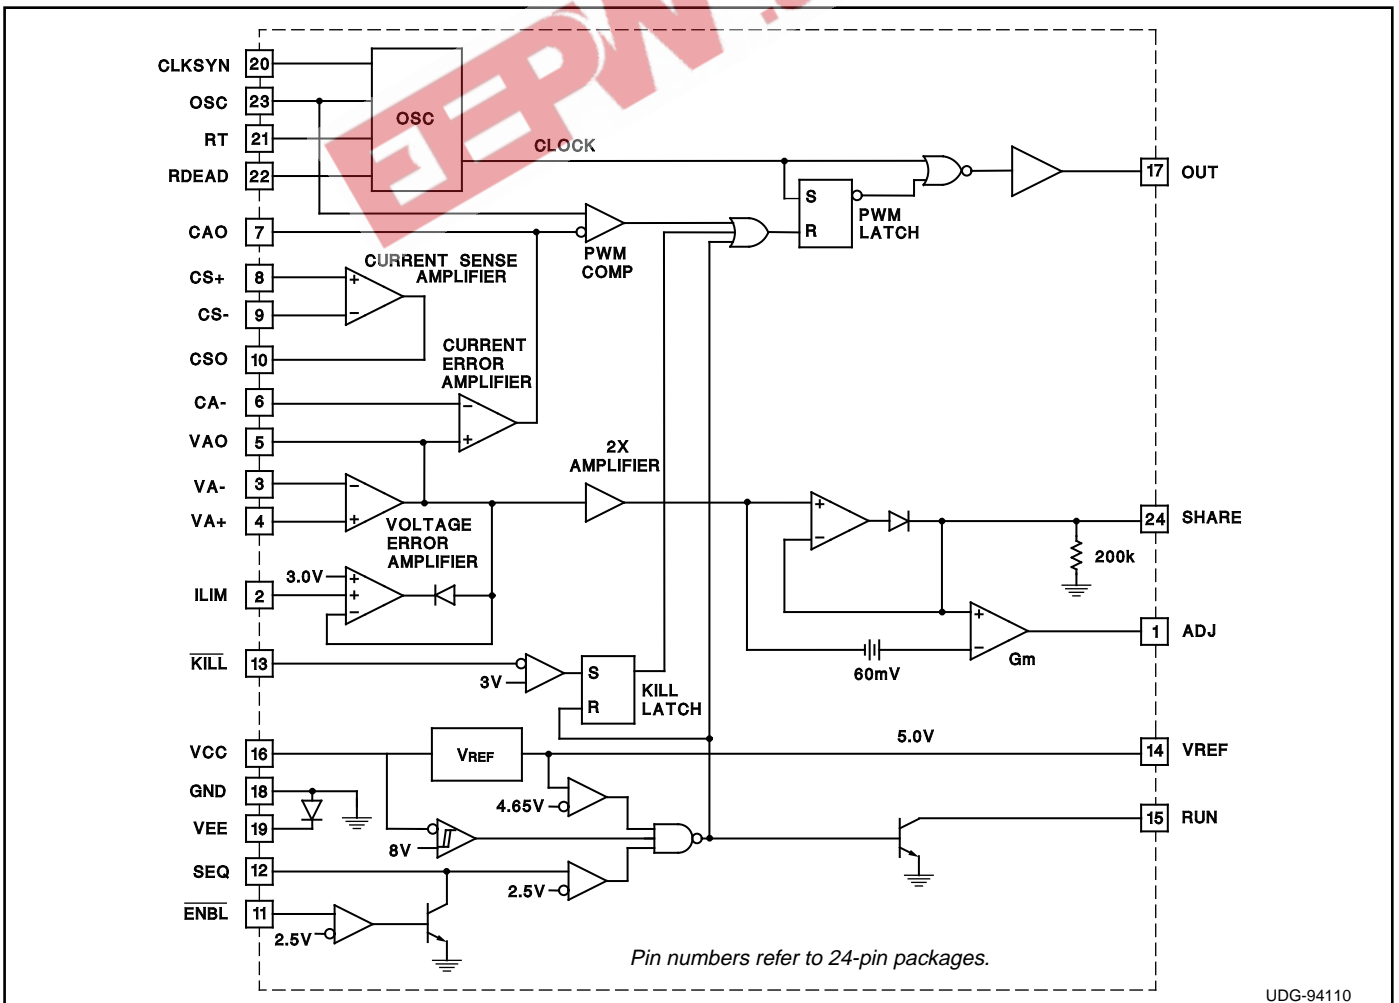 EEPW.
CLKSYN 20
OSC 23
RT 21
RDEAD 22
OSC
CLOCK
CAO 7
PWM
COMP
S
R
PWM
LATCH
17 OUT
CS+ 8
CS- 9
CSO 10
CURRENT SENSE
AMPLIFIER
+
-
CURRENT
ERROR
AMPLIFIER
CA- 6
VAO 5
-
+
VA- 3
VA+ 4
-
+
VOLTAGE
ERROR
AMPLIFIER
2X
AMPLIFIER
+
-
24 SHARE
200k
3.0V
ILIM 2
+
+
-
+
-
Gm
1 ADJ
60mV
KILL 13
3V
S
R
KILL
LATCH
VCC 16
VREF
5.0V
14 VREF
GND 18
VEE 19
4.65V
8V
15 RUN
SEQ 12
2.5V
ENBL 11
2.5V
Pin numbers refer to 24-pin packages.
UDG-94110